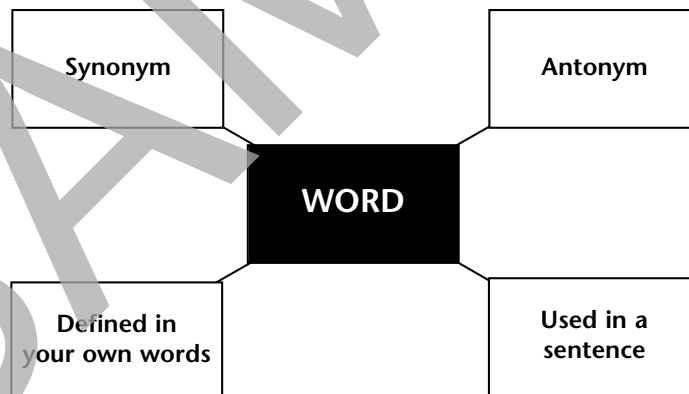 Synonym
Antonym
WORD
Defined in
your own words
Used in a
sentence